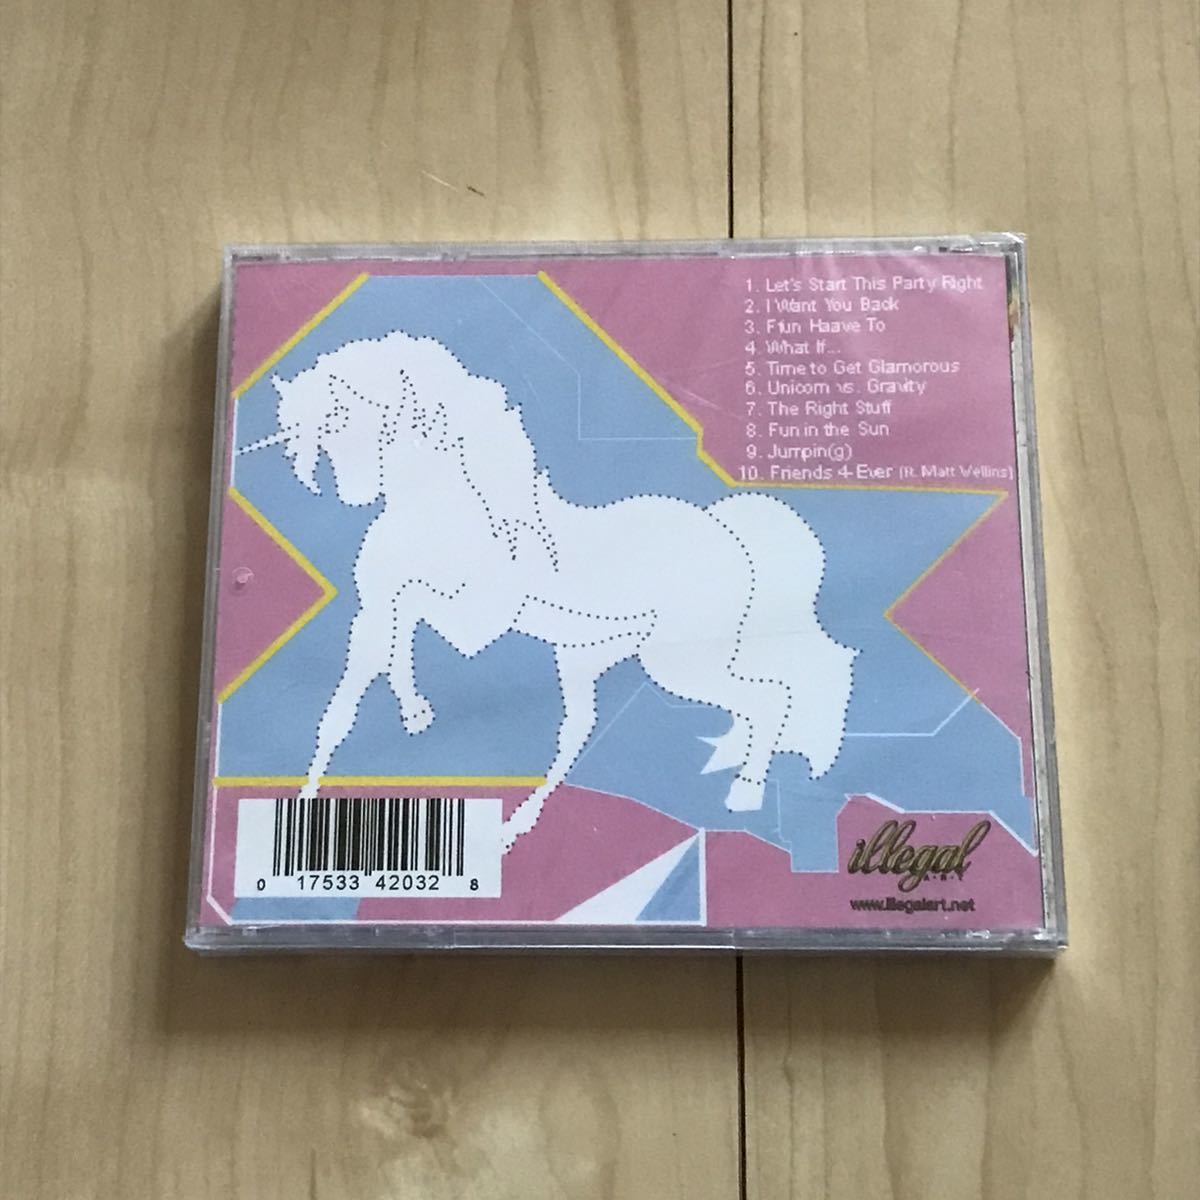 1. Let's Start This Party Right
2. I Want You Back
3. Ffun Haave To
4. What If...
5. Time to Get Glamorous
6. Unicorn vs. Gravity
7. The Right Stuff
8. Fun in the Sun
9. Jumpin(g)
10. Friends 4-Ever (ft. Matt Wellins)
0 17533 42032 8
illegal
A·R·T
www.illegalart.net